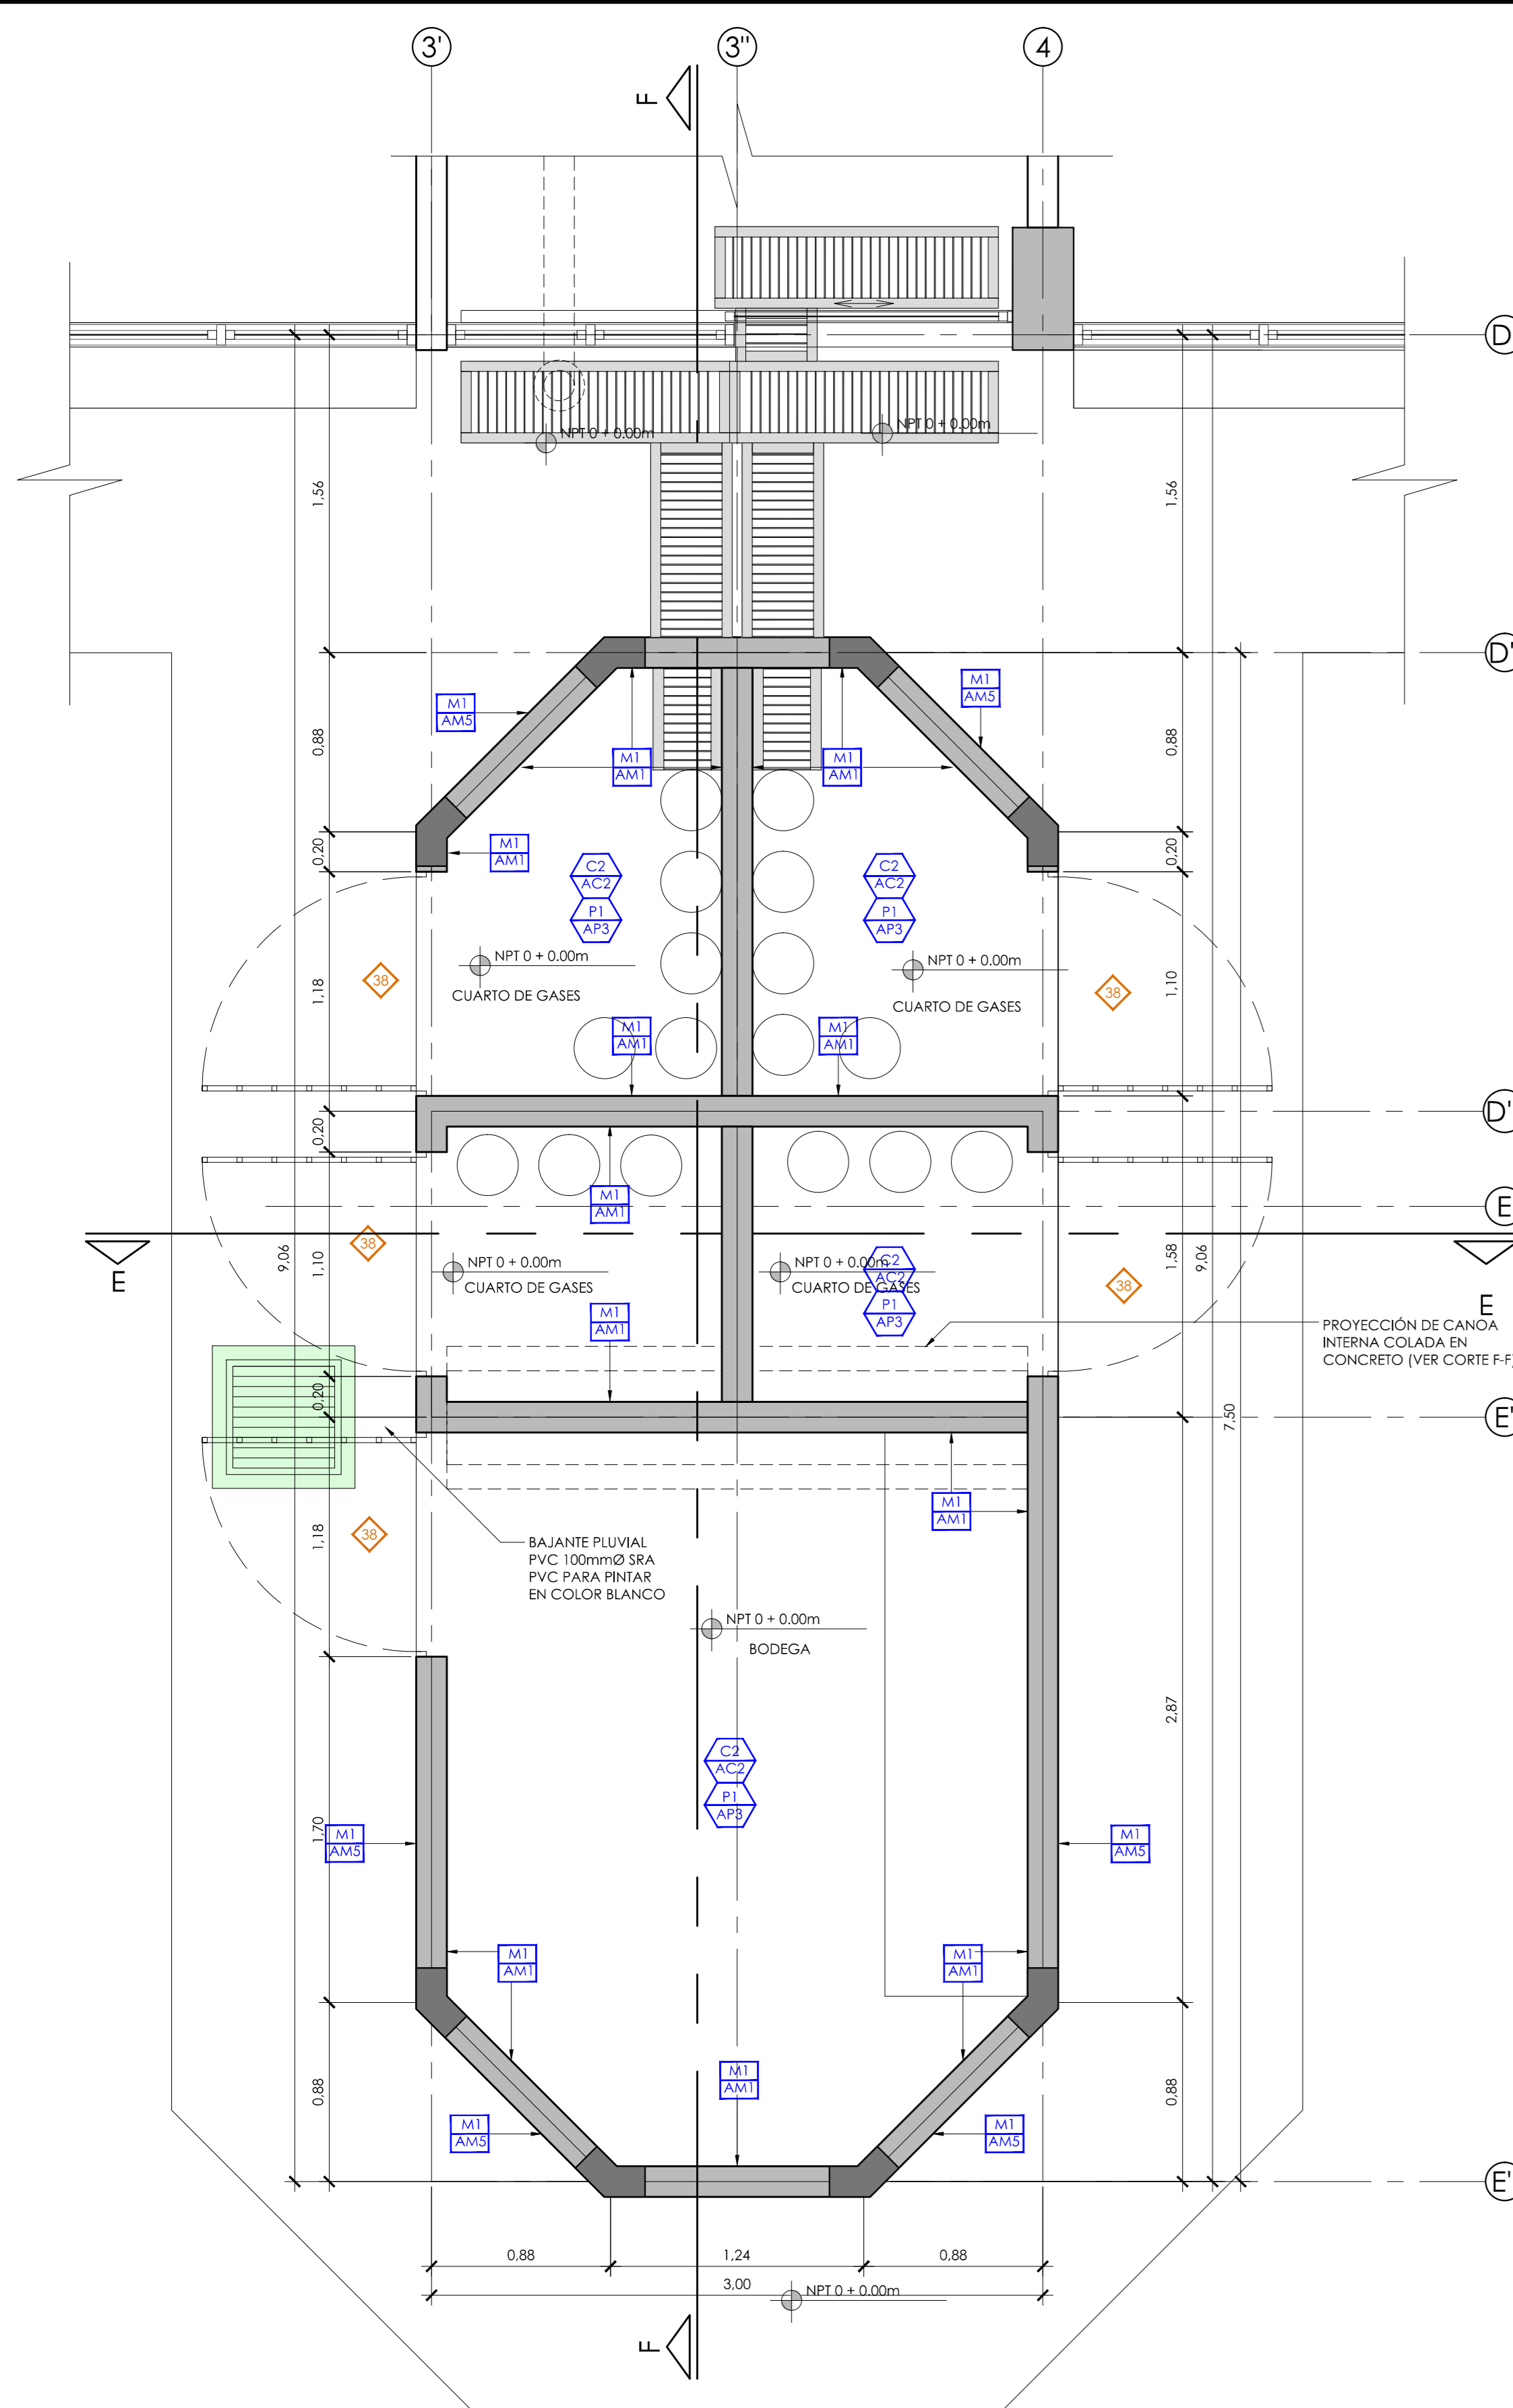 3'
3"
4
F
D
NPT 0 + 0.00m
NPT 0 + 0.00m
1,56
1,56
D'
M1
AM5
M1
AM5
0,88
0,88
M1
AM1
M1
AM1
0,20
M1
AM1
0,20
C2
AC2
P1
AP3
C2
AC2
P1
AP3
NPT 0 + 0.00m
CUARTO DE GASES
NPT 0 + 0.00m
CUARTO DE GASES
38
38
1,18
1,10
M1
AM1
M1
AM1
0,20
D'
M1
AM1
E
38
9,06
1,10
NPT 0 + 0.00m
CUARTO DE GASES
NPT 0 + 0.00m
CUARTO DE GASES
C2
AC2
P1
AP3
1,58
9,06
38
E
E
M1
AM1
PROYECCIÓN DE CANOA
INTERNA COLADA EN
CONCRETO (VER CORTE F-F)
0,20
7,50
E'
M1
AM1
38
1,18
BAJANTE PLUVIAL
PVC 100mmØ SRA
PVC PARA PINTAR
EN COLOR BLANCO
NPT 0 + 0.00m
BODEGA
2,87
C2
AC2
P1
AP3
1,70
M1
AM5
M1
AM5
M1
AM1
M1
AM1
0,88
M1
AM1
0,88
M1
AM5
M1
AM5
E'
0,88
1,24
0,88
3,00
NPT 0 + 0.00m
F